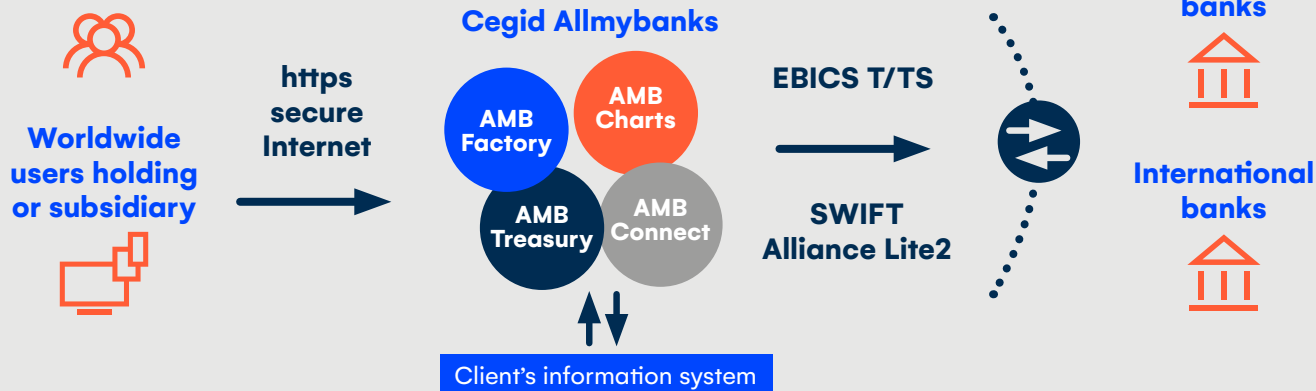 Worldwide
users holding
or subsidiary
https
secure
Internet
Cegid Allmybanks
AMB
Factory
AMB
Charts
AMB
Treasury
AMB
Connect
Client's information system
EBICS T/TS
SWIFT
Alliance Lite2
banks
International
banks